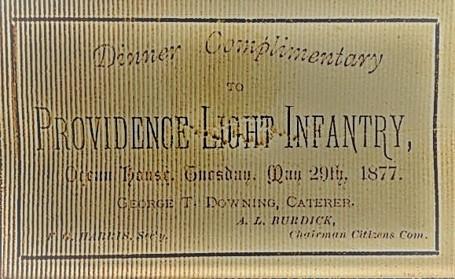 Dinner Complimentary
TO
PROVIDENCE LIGHT INFANTRY,
Ocean House, Tuesday, May 29th, 1877.
GEORGE T. DOWNING, CATERER.
A. L. BURDICK,
HARRIS, Sec'y. Chairman Citizens Com.